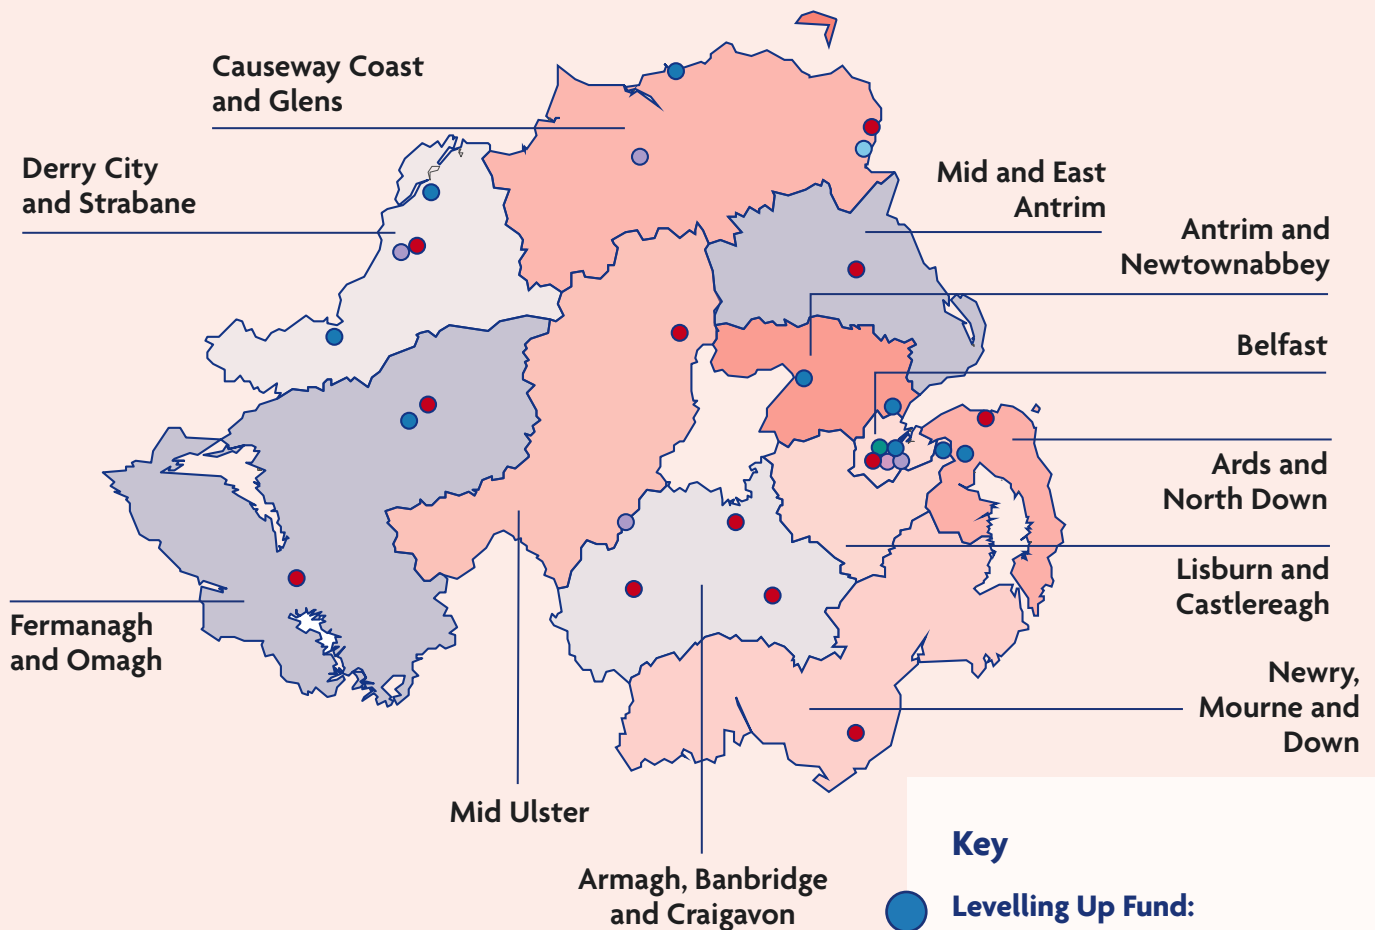 Causeway Coast
and Glens
Derry City
and Strabane
Mid and East
Antrim
Antrim and
Newtownabbey
Belfast
Ards and
North Down
Lisburn and
Castlereagh
Fermanagh
and Omagh
Newry,
Mourne and
Down
Mid Ulster
Armagh, Banbridge
and Craigavon
Key
Levelling Up Fund: